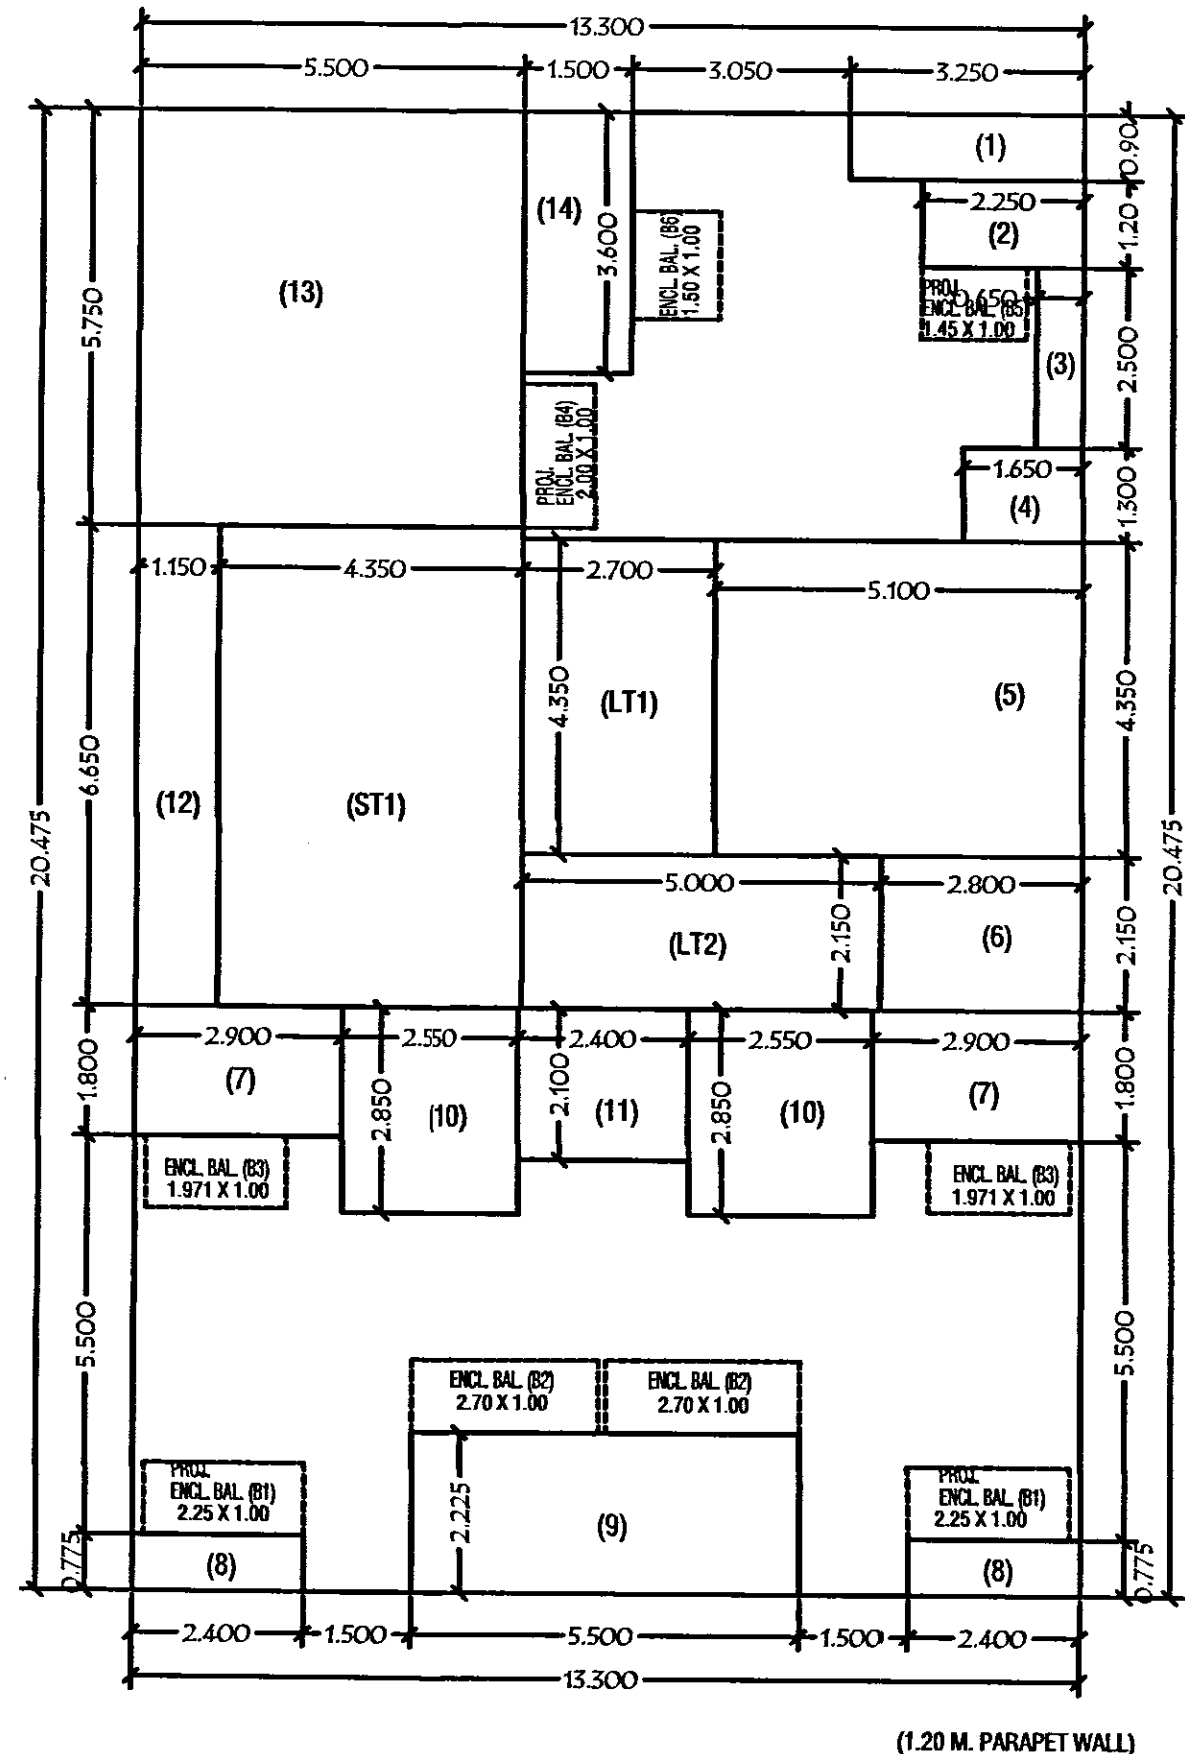 13.300
5.500 1.500 3.050 3.250
(1)
0.90
2.250
1.20
(2)
(14)
3.600
ENCL. BAL. (B6)
1.50 X 1.00
(13)
5.750
PROJ.
0.650
ENCL. BAL. (B5)
1.45 X 1.00
(3)
2.500
PROJ.
ENCL. BAL. (B4)
2.00 X 1.00
1.650
(4)
1.300
1.150 4.350 2.700
5.100
4.350
(LT1)
(5)
4.350
6.650
(12)
(ST1)
20.475
20.475
5.000 2.800
(LT2)
2.150
(6)
2.150
2.900 2.550 2.400 2.550 2.900
1.800
(7)
2.850
(10)
2.100
(11)
2.850
(10)
(7)
1.800
ENCL. BAL. (B3)
1.971 X 1.00
ENCL. BAL. (B3)
1.971 X 1.00
5.500
5.500
ENCL. BAL. (B2)
2.70 X 1.00
ENCL. BAL. (B2)
2.70 X 1.00
PROJ.
ENCL. BAL. (B1)
2.25 X 1.00
2.225
(9)
PROJ.
ENCL. BAL. (B1)
2.25 X 1.00
0.775
(8)
(8)
0.775
2.400 1.500 5.500 1.500 2.400
13.300
(1.20 M. PARAPET WALL)